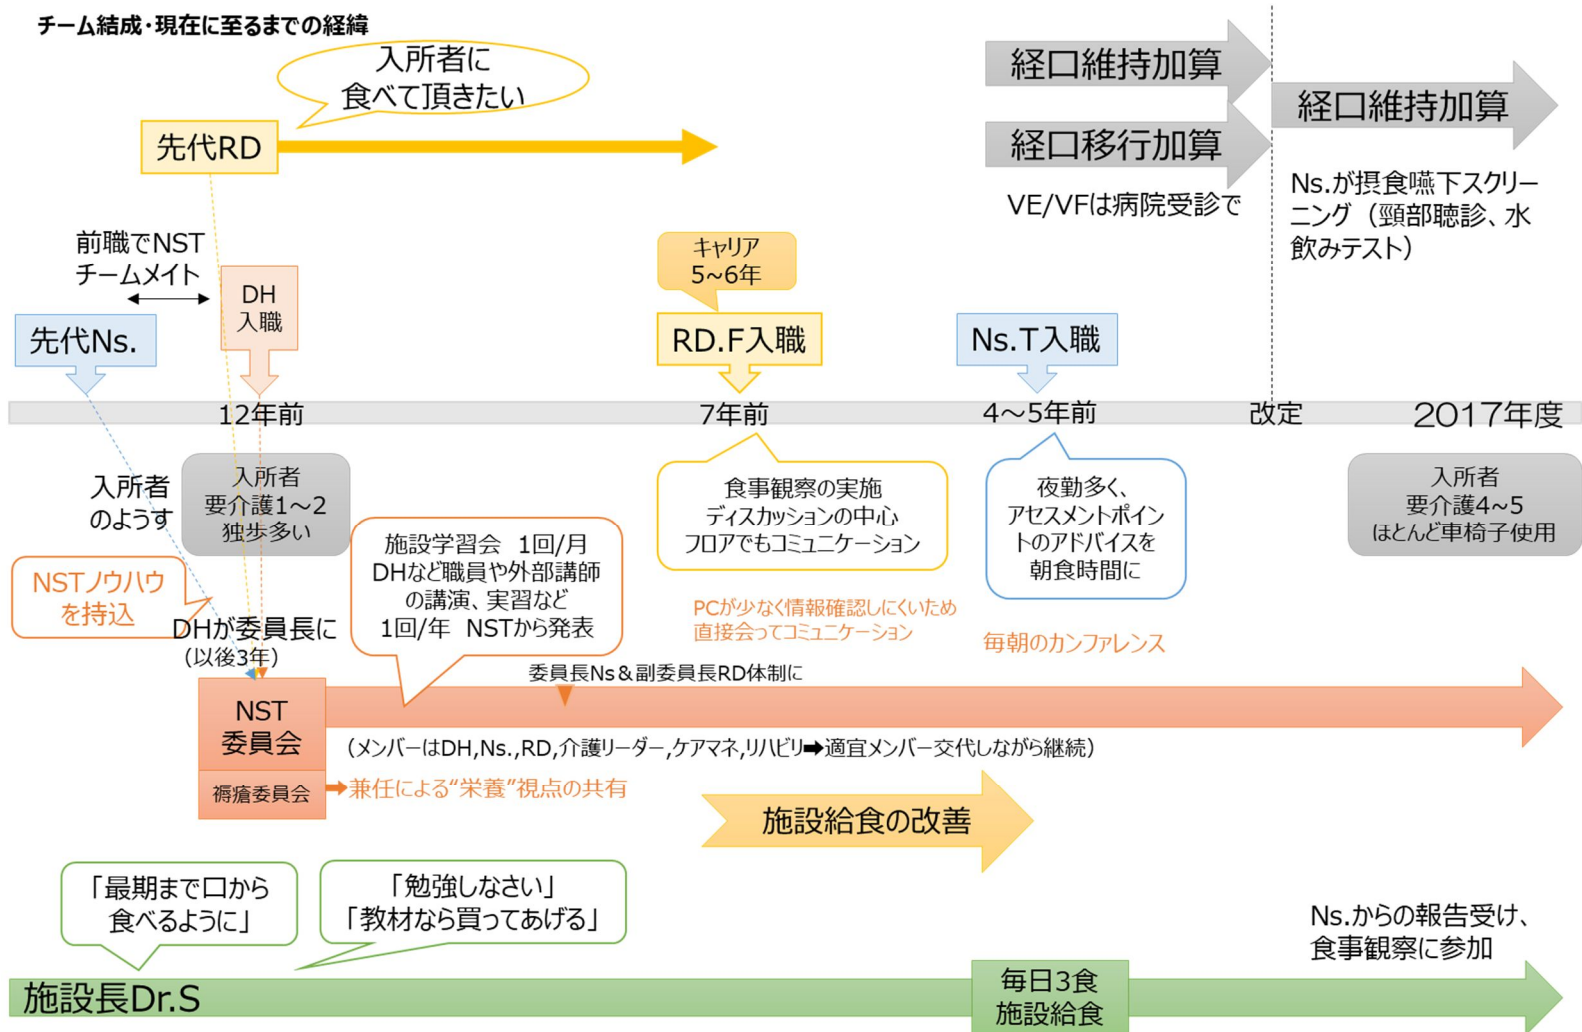 チーム結成・現在に至るまでの経緯
入所者に
食べて頂きたい
先代RD
経口維持加算
経口移行加算
経口維持加算
VE/VFは病院受診で
Ns.が摂食嚥下スクリー
ニング（頸部聴診、水
飲みテスト）
前職でNST
チームメイト
DH
入職
先代Ns.
キャリア
5~6年
RD.F入職
Ns.T入職
12年前
7年前
4～5年前
改定
2017年度
入所者
のようす
入所者
要介護1～2
独歩多い
食事観察の実施
ディスカッションの中心
フロアでもコミュニケーション
夜勤多く、
アセスメントポイン
トのアドバイスを
朝食時間に
入所者
要介護4~5
ほとんど車椅子使用
NSTノウハウ
を持込
施設学習会　1回/月
DHなど職員や外部講師
の講演、実習など
1回/年　NSTから発表
PCが少なく情報確認しにくいため
直接会ってコミュニケーション
毎朝のカンファレンス
DHが委員長に
（以後3年）
委員長Ns＆副委員長RD体制に
NST
委員会
（メンバーはDH,Ns.,RD,介護リーダー,ケアマネ,リハビリ➡適宜メンバー交代しながら継続）
褥瘡委員会
➡兼任による“栄養”視点の共有
施設給食の改善
「最期まで口から
食べるように」
「勉強しなさい」
「教材なら買ってあげる」
Ns.からの報告受け、
食事観察に参加
施設長Dr.S
毎日3食
施設給食